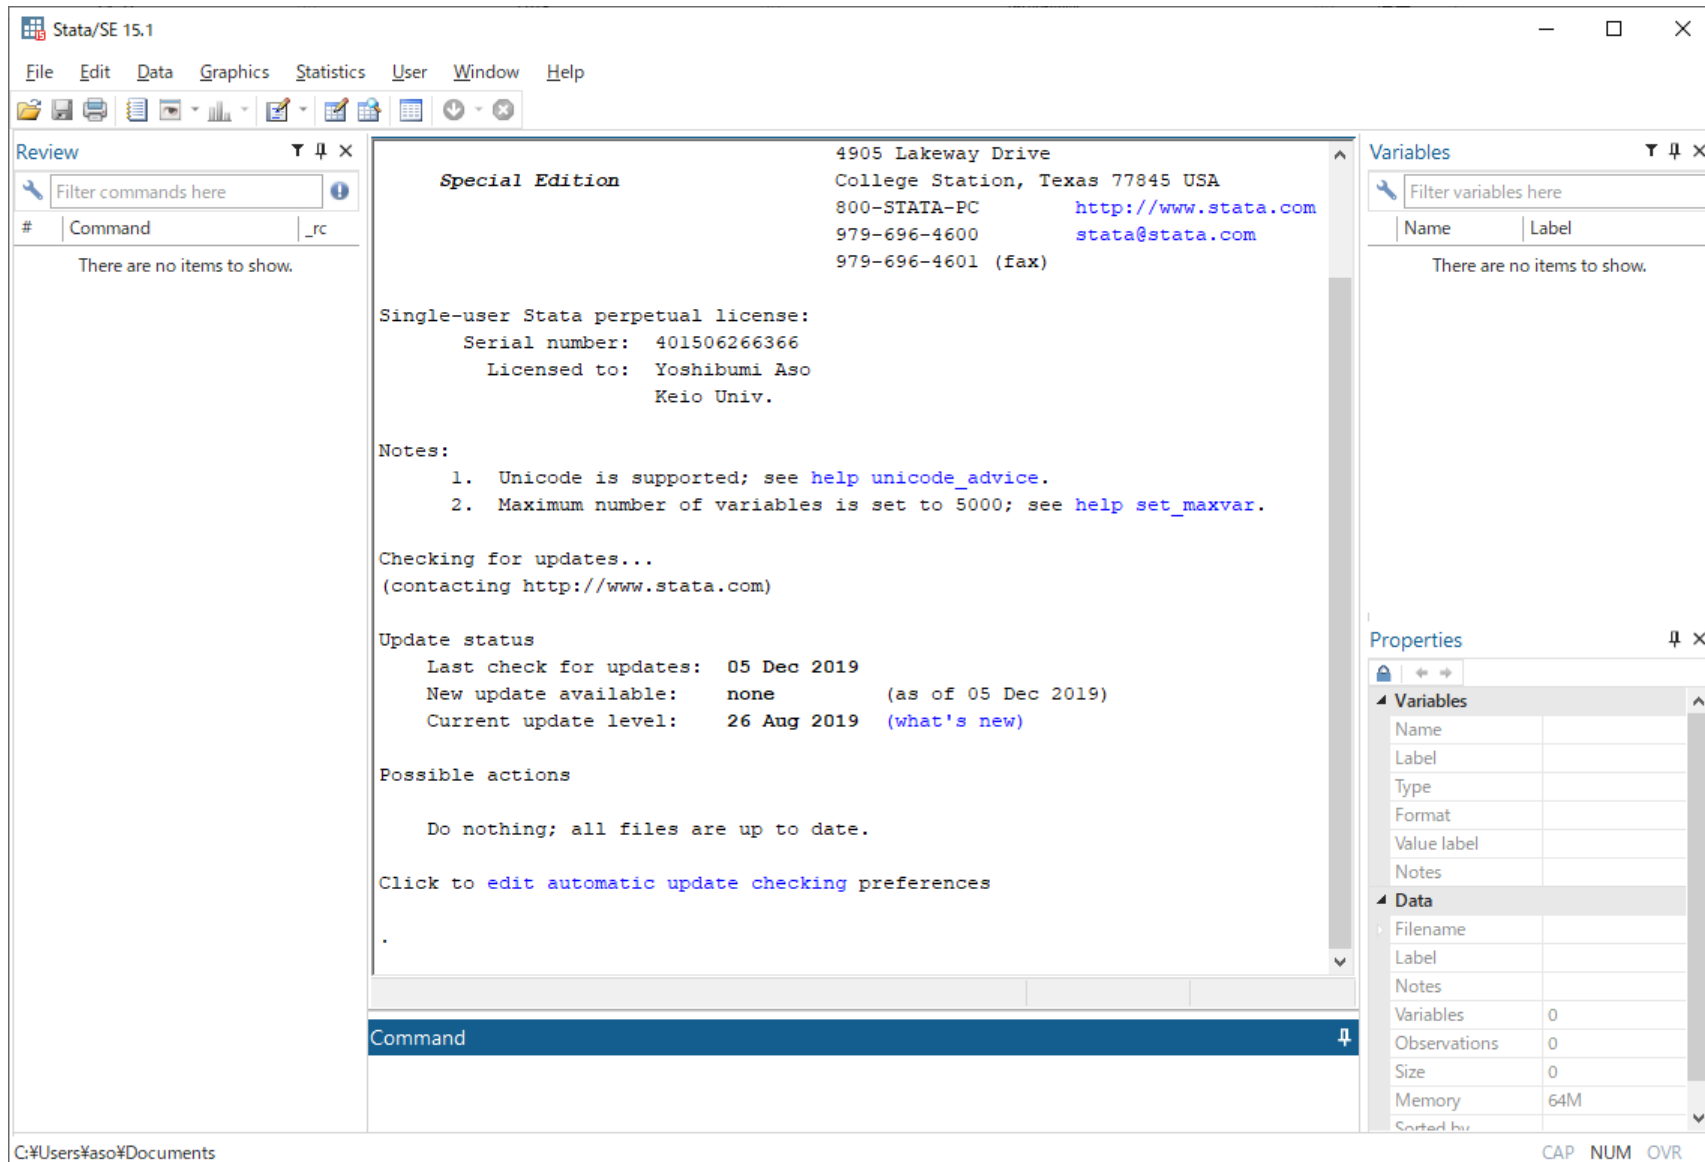 Stata/SE 15.1
File Edit Data Graphics Statistics User Window Help
Review
Filter commands here
# Command _rc
There are no items to show.
4905 Lakeway Drive
Special Edition College Station, Texas 77845 USA
800-STATA-PC http://www.stata.com
979-696-4600 stata@stata.com
979-696-4601 (fax)
Single-user Stata perpetual license:
Serial number: 401506266366
Licensed to: Yoshibumi Aso
Keio Univ.
Notes:
1. Unicode is supported; see help unicode_advice.
2. Maximum number of variables is set to 5000; see help set_maxvar.
Checking for updates...
(contacting http://www.stata.com)
Update status
Last check for updates: 05 Dec 2019
New update available: none (as of 05 Dec 2019)
Current update level: 26 Aug 2019 (what's new)
Possible actions
Do nothing; all files are up to date.
Click to edit automatic update checking preferences
.
Command
Variables
Filter variables here
Name Label
There are no items to show.
Properties
Variables
Name
Label
Type
Format
Value label
Notes
Data
Filename
Label
Notes
Variables 0
Observations 0
Size 0
Memory 64M
Sorted by
C:¥Users¥aso¥Documents
CAP NUM OVR